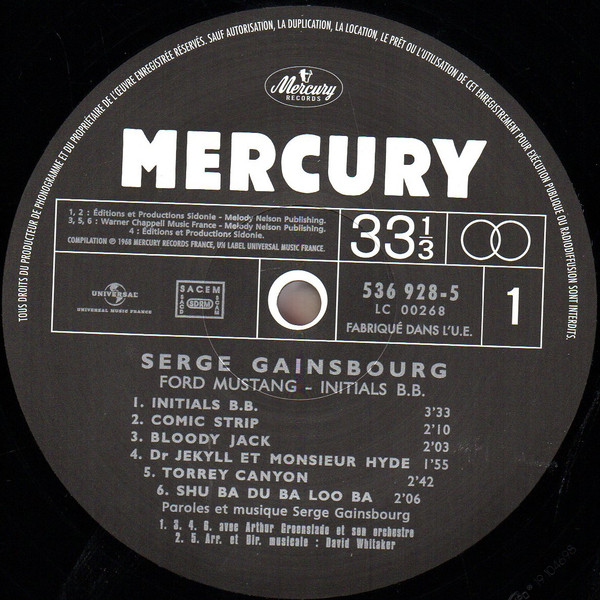 TOUS DROITS DU PRODUCTEUR DE PHONOGRAMME ET DU PROPRIÉTAIRE DE L'ŒUVRE ENREGISTRÉE RÉSERVÉS. SAUF AUTORISATION, LA DUPLICATION, LA LOCATION, LE PRÊT OU L'UTILISATION DE CET ENREGISTREMENT POUR EXÉCUTION PUBLIQUE OU RADIODIFFUSION SONT INTERDITS.
Mercury
RECORDS
MERCURY
1, 2 : Éditions et Productions Sidonie - Melody Nelson Publishing.
3, 5, 6 : Warner Chappell Music France - Melody Nelson Publishing.
4 : Éditions et Productions Sidonie.
COMPILATION ℗ 1968 MERCURY RECORDS FRANCE, UN LABEL UNIVERSAL MUSIC FRANCE.
33 1/3
UNIVERSAL
UNIVERSAL MUSIC FRANCE
SACEM
SACD
SDRM
SCAM
536 928-5
LC 00268
FABRIQUÉ DANS L'U.E.
1
SERGE GAINSBOURG
FORD MUSTANG - INITIALS B.B.
1. INITIALS B.B. 3'33
2. COMIC STRIP 2'10
3. BLOODY JACK 2'03
4. Dr JEKYLL ET MONSIEUR HYDE 1'55
5. TORREY CANYON 2'42
6. SHU BA DU BA LOO BA 2'06
Paroles et musique Serge Gainsbourg
1. 3. 4. 6. avec Arthur Greenslade et son orchestre
2. 5. Arr. et Dir. musicale : David Whitaker